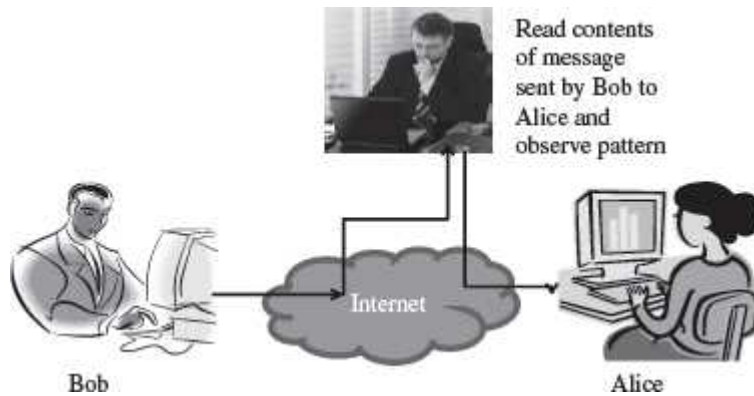 Read contents
of message
sent by Bob to
Alice and
observe pattern
Internet
Bob
Alice